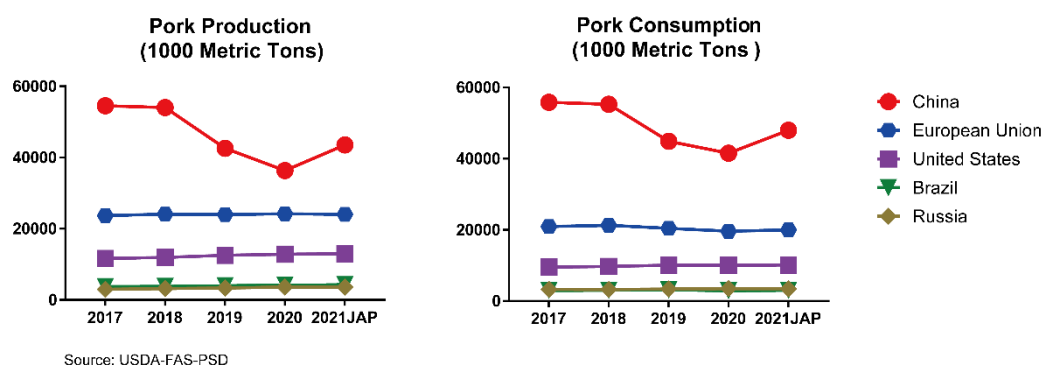 Pork Production
(1000 Metric Tons)
60000
40000
20000
0
2017 2018 2019 2020 2021JAP
Source: USDA-FAS-PSD
Pork Consumption
(1000 Metric Tons )
60000
40000
20000
0
2017 2018 2019 2020 2021JAP
China
European Union
United States
Brazil
Russia